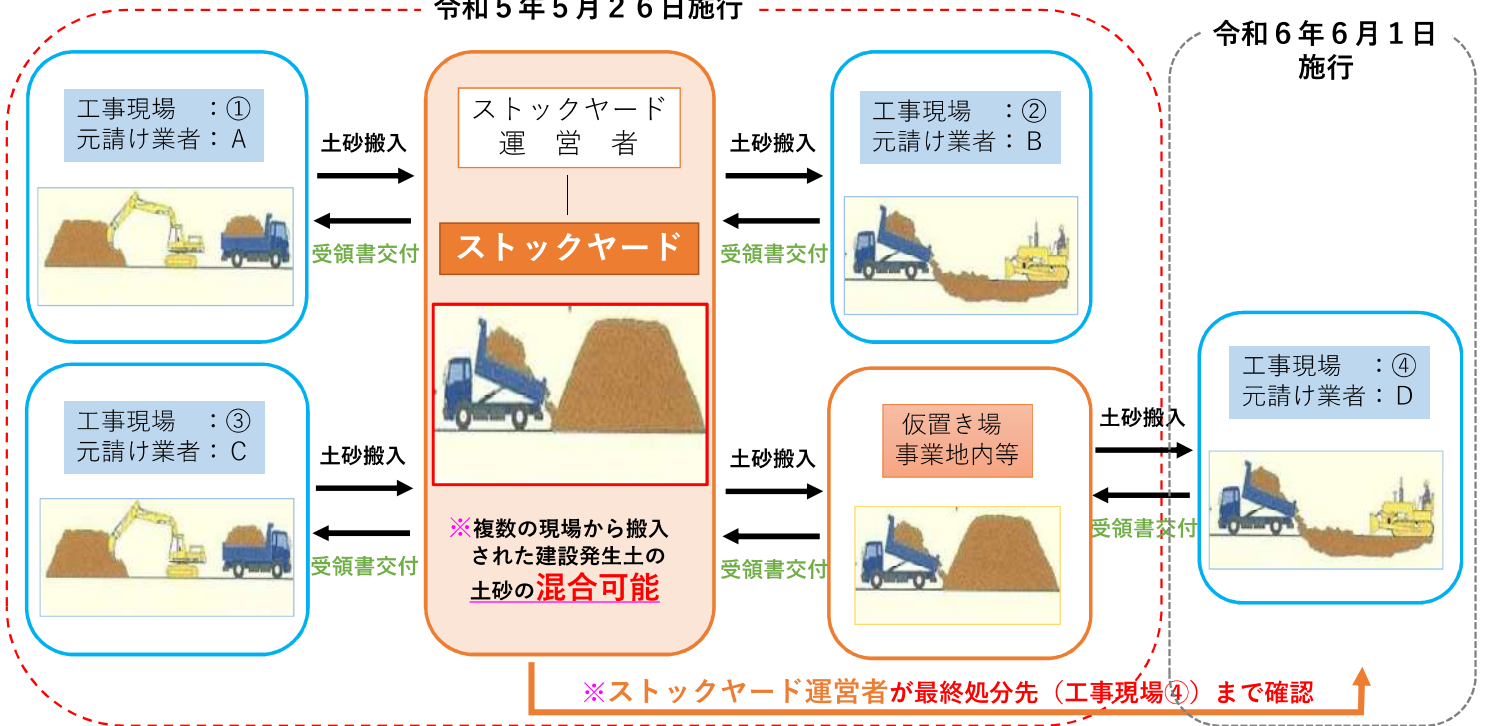 令和５年５月２６日施行
令和６年６月１日
施行
工事現場　：①
元請け業者：A
土砂搬入
受領書交付
ストックヤード
運　営　者
ストックヤード
土砂搬入
受領書交付
工事現場　：②
元請け業者：B
工事現場　：③
元請け業者：C
土砂搬入
受領書交付
※複数の現場から搬入
された建設発生土の
土砂の混合可能
土砂搬入
受領書交付
仮置き場
事業地内等
土砂搬入
受領書交付
工事現場　：④
元請け業者：D
※ストックヤード運営者が最終処分先（工事現場④）まで確認